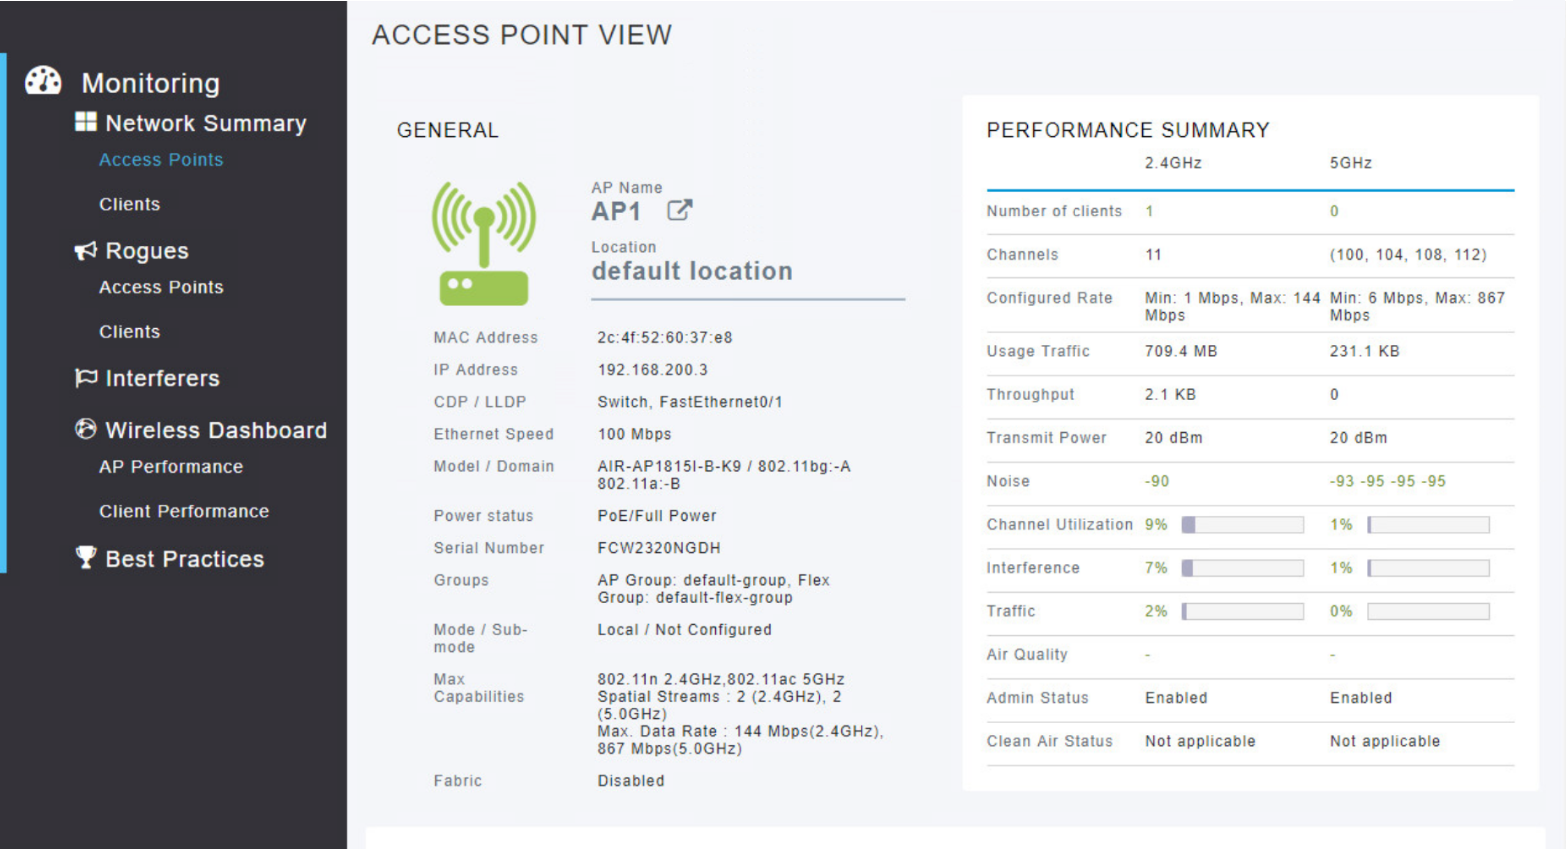 ACCESS POINT VIEW
Monitoring
Network Summary
Access Points
Clients
Rogues
Access Points
Clients
Interferers
Wireless Dashboard
AP Performance
Client Performance
Best Practices
GENERAL
AP Name
AP1
Location
default location
MAC Address 2c:4f:52:60:37:e8
IP Address 192.168.200.3
CDP / LLDP Switch, FastEthernet0/1
Ethernet Speed 100 Mbps
Model / Domain AIR-AP1815I-B-K9 / 802.11bg:-A
802.11a:-B
Power status PoE/Full Power
Serial Number FCW2320NGDH
Groups AP Group: default-group, Flex
Group: default-flex-group
Mode / Sub- Local / Not Configured
mode
Max 802.11n 2.4GHz,802.11ac 5GHz
Capabilities Spatial Streams : 2 (2.4GHz), 2
(5.0GHz)
Max. Data Rate : 144 Mbps(2.4GHz),
867 Mbps(5.0GHz)
Fabric Disabled
PERFORMANCE SUMMARY
2.4GHz 5GHz
Number of clients 1 0
Channels 11 (100, 104, 108, 112)
Configured Rate Min: 1 Mbps, Max: 144 Min: 6 Mbps, Max: 867
Mbps Mbps
Usage Traffic 709.4 MB 231.1 KB
Throughput 2.1 KB 0
Transmit Power 20 dBm 20 dBm
Noise -90 -93 -95 -95 -95
Channel Utilization 9% 1%
Interference 7% 1%
Traffic 2% 0%
Air Quality - -
Admin Status Enabled Enabled
Clean Air Status Not applicable Not applicable